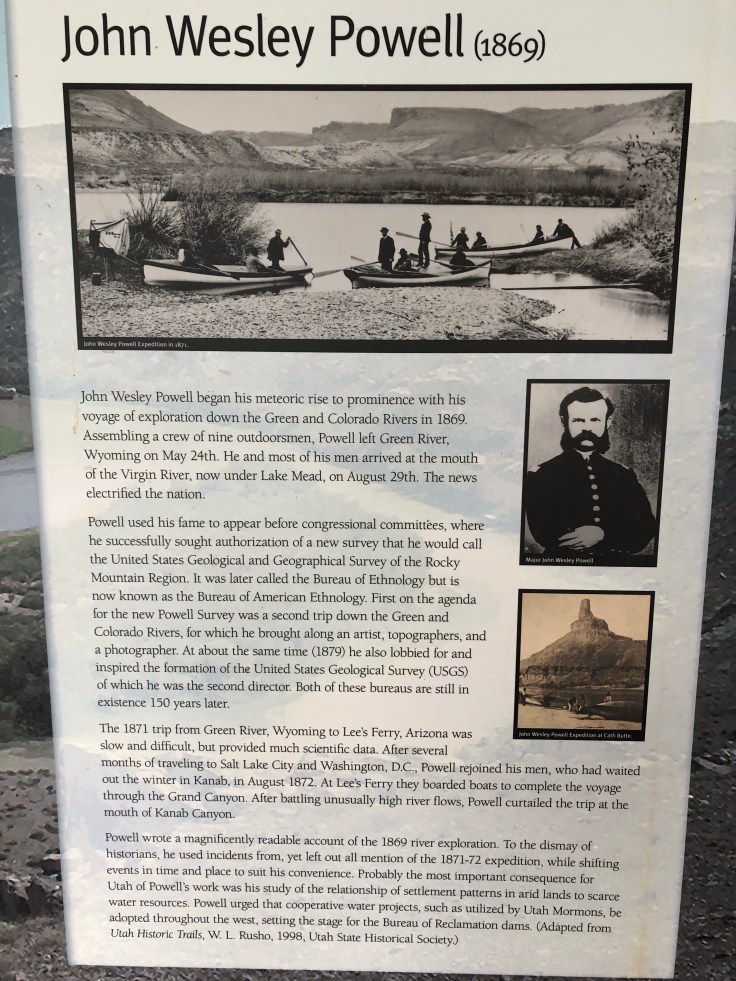 John Wesley Powell (1869)
John Wesley Powell Expedition in 1871.
John Wesley Powell began his meteoric rise to prominence with his
voyage of exploration down the Green and Colorado Rivers in 1869.
Assembling a crew of nine outdoorsmen, Powell left Green River,
Wyoming on May 24th. He and most of his men arrived at the mouth
of the Virgin River, now under Lake Mead, on August 29th. The news
electrified the nation.
Major John Wesley Powell
Powell used his fame to appear before congressional committees, where
he successfully sought authorization of a new survey that he would call
the United States Geological and Geographical Survey of the Rocky
Mountain Region. It was later called the Bureau of Ethnology but is
now known as the Bureau of American Ethnology. First on the agenda
for the new Powell Survey was a second trip down the Green and
Colorado Rivers, for which he brought along an artist, topographers, and
a photographer. At about the same time (1879) he also lobbied for and
inspired the formation of the United States Geological Survey (USGS)
of which he was the second director. Both of these bureaus are still in
existence 150 years later.
John Wesley Powell Expedition at Cath Butte.
The 1871 trip from Green River, Wyoming to Lee's Ferry, Arizona was
slow and difficult, but provided much scientific data. After several
months of traveling to Salt Lake City and Washington, D.C., Powell rejoined his men, who had waited
out the winter in Kanab, in August 1872. At Lee's Ferry they boarded boats to complete the voyage
through the Grand Canyon. After battling unusually high river flows, Powell curtailed the trip at the
mouth of Kanab Canyon.
Powell wrote a magnificently readable account of the 1869 river exploration. To the dismay of
historians, he used incidents from, yet left out all mention of the 1871-72 expedition, while shifting
events in time and place to suit his convenience. Probably the most important consequence for
Utah of Powell's work was his study of the relationship of settlement patterns in arid lands to scarce
water resources. Powell urged that cooperative water projects, such as utilized by Utah Mormons, be
adopted throughout the west, setting the stage for the Bureau of Reclamation dams. (Adapted from
Utah Historic Trails, W. L. Rusho, 1998, Utah State Historical Society.)